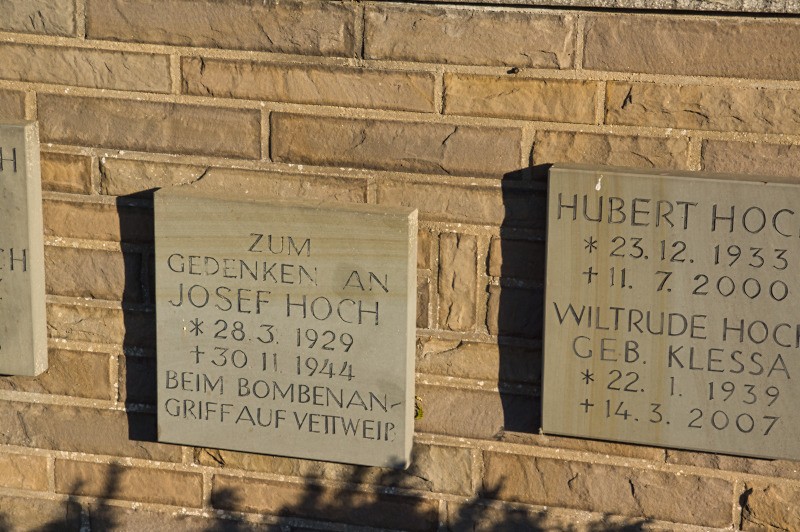 H
CH
ZUM
GEDENKEN AN
JOSEF HOCH
* 28.3. 1929
+ 30 11. 1944
BEIM BOMBENAN-
GRIFF AUF VETTWEIß.
HUBERT HOCH
* 23.12. 1933
+ 11. 7. 2000
WILTRUDE HOCH
GEB. KLESSA
* 22. 1. 1939
+ 14. 3. 2007